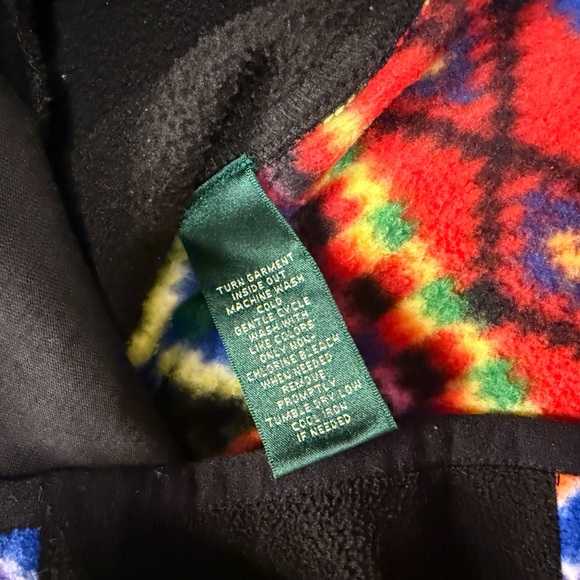 TURN GARMENT
INSIDE OUT
MACHINE WASH
COLD
GENTLE CYCLE
WASH WITH
LIKE COLORS
ONLY NON-
CHLORINE BLEACH
WHEN NEEDED
REMOVE
PROMPTLY
TUMBLE DRY LOW
COOL IRON
IF NEEDED